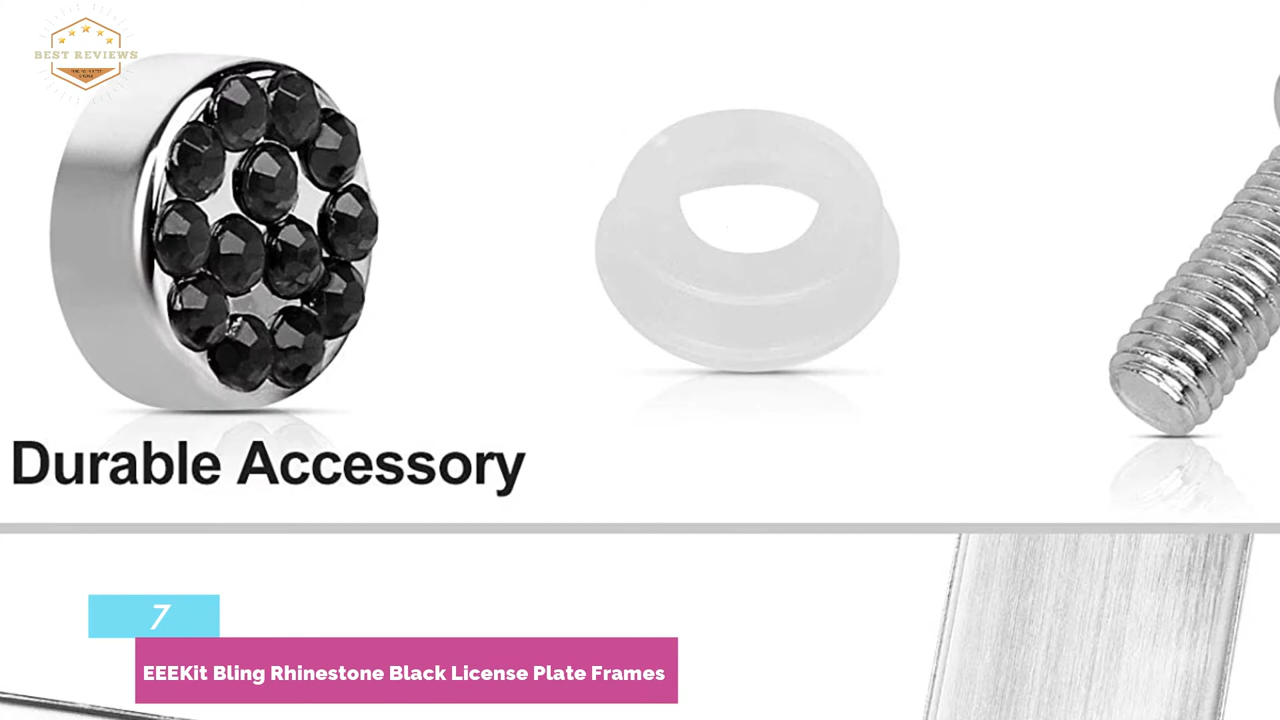 BEST REVIEWS
Durable Accessory
7
EEEKit Bling Rhinestone Black License Plate Frames